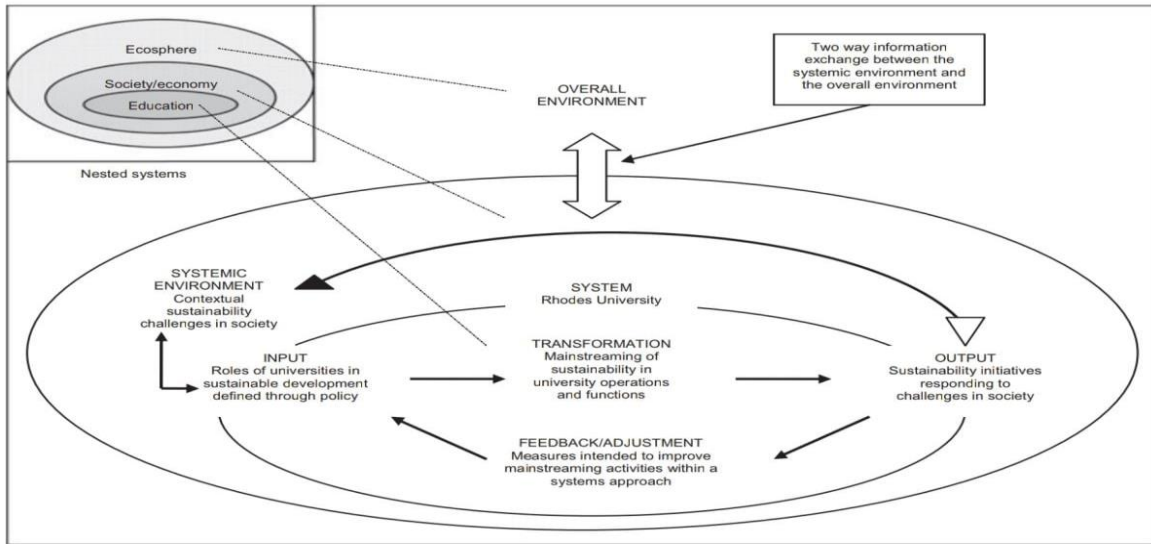 Ecosphere
Society/economy
Education
Nested systems
OVERALL
ENVIRONMENT
Two way information
exchange between the
systemic environment and
the overall environment
SYSTEMIC
ENVIRONMENT
Contextual
sustainability
challenges in society
SYSTEM
Rhodes University
INPUT
Roles of universities in
sustainable development
defined through policy
TRANSFORMATION
Mainstreaming of
sustainability in
university operations
and functions
OUTPUT
Sustainability initiatives
responding to
challenges in society
FEEDBACK/ADJUSTMENT
Measures intended to improve
mainstreaming activities within a
systems approach